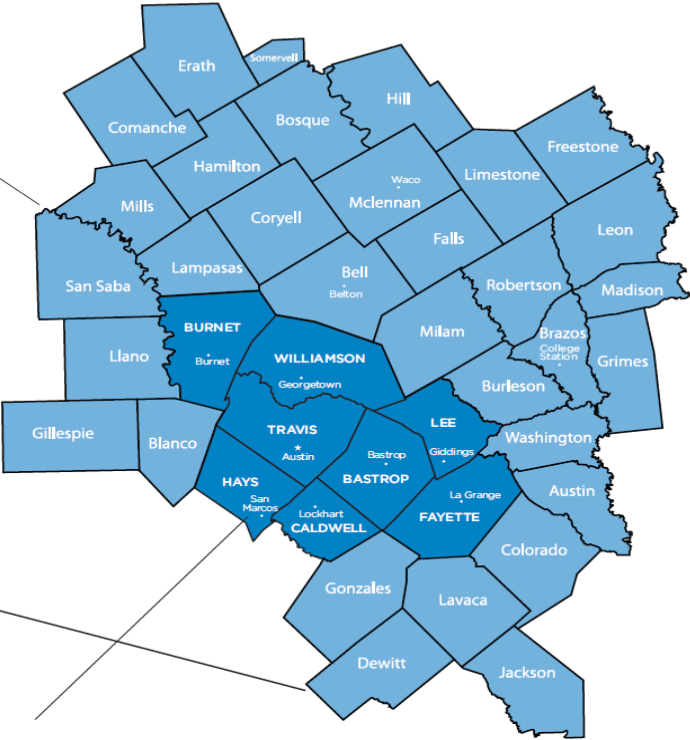 Erath
Somervell
Hill
Comanche
Bosque
Freestone
Hamilton
Limestone
Waco
Mclennan
Mills
Coryell
Falls
Leon
San Saba
Lampasas
Bell
Belton
Robertson
Madison
BURNET
Burnet
Milam
Brazos
College
Station
Llano
WILLIAMSON
Georgetown
Grimes
Burleson
Gillespie
Blanco
TRAVIS
Austin
LEE
Giddings
Washington
Bastrop
BASTROP
HAYS
San
Marcos
Lockhart
CALDWELL
La Grange
FAYETTE
Austin
Colorado
Gonzales
Lavaca
Dewitt
Jackson